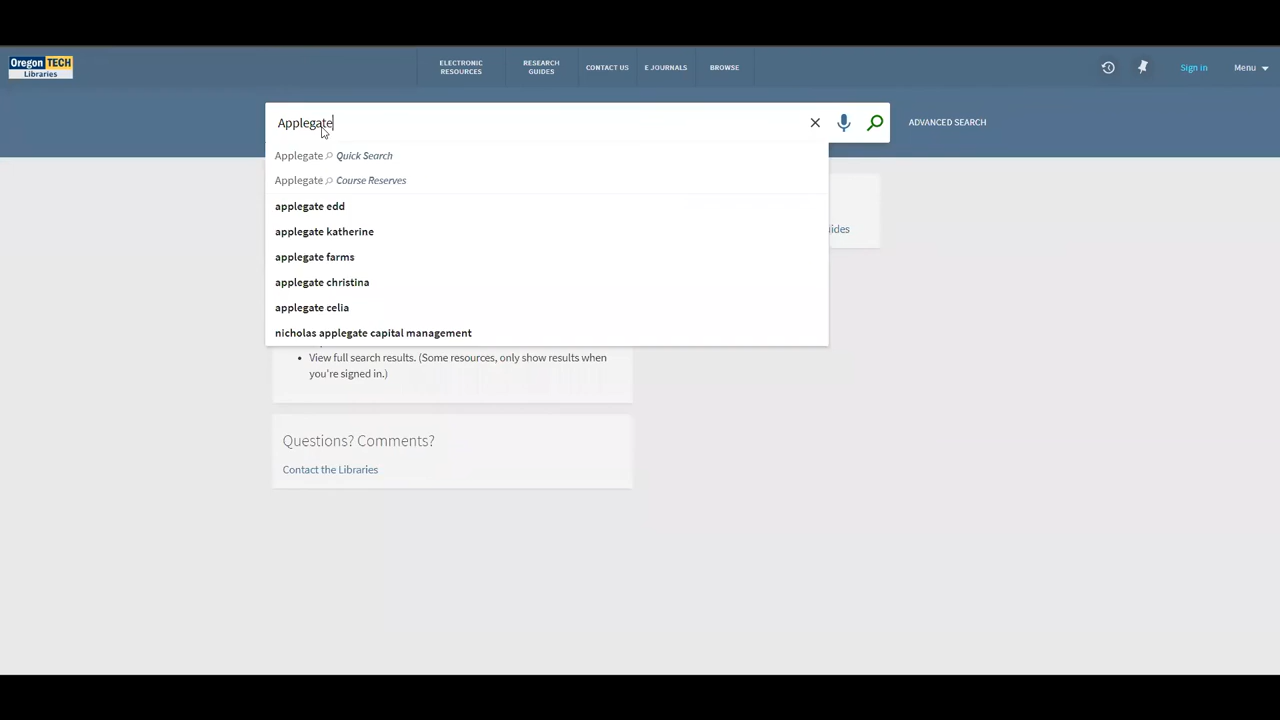 Oregon TECH
Libraries
ELECTRONIC
RESOURCES
RESEARCH
GUIDES
CONTACT US
E JOURNALS
BROWSE
Sign in
Menu
Applegate
ADVANCED SEARCH
Applegate Quick Search
Applegate Course Reserves
applegate edd
applegate katherine
applegate farms
applegate christina
applegate celia
nicholas applegate capital management
View full search results. (Some resources, only show results when
you're signed in.)
Questions? Comments?
Contact the Libraries